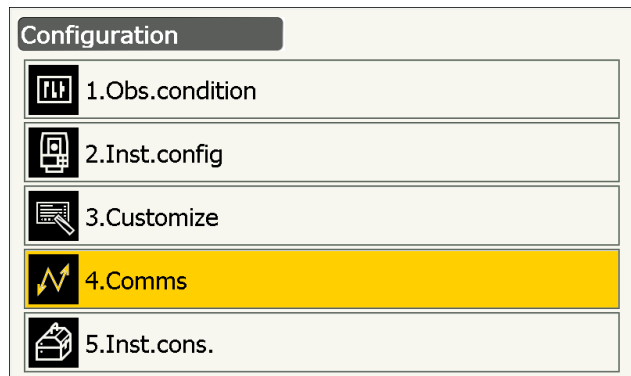 Configuration
1.Obs.condition
2.Inst.config
3.Customize
4.Comms
5.Inst.cons.